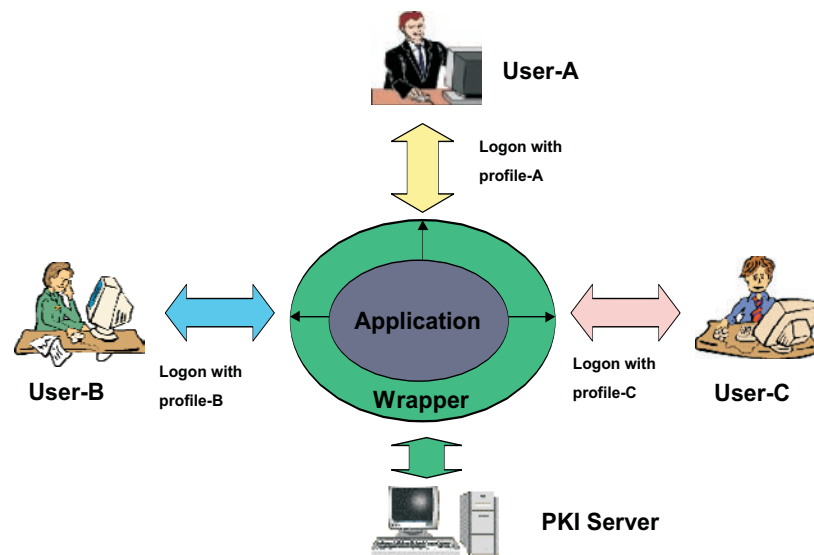 User-A
Logon with
profile-A
Application
Wrapper
User-B
Logon with
profile-B
Logon with
profile-C
User-C
PKI Server